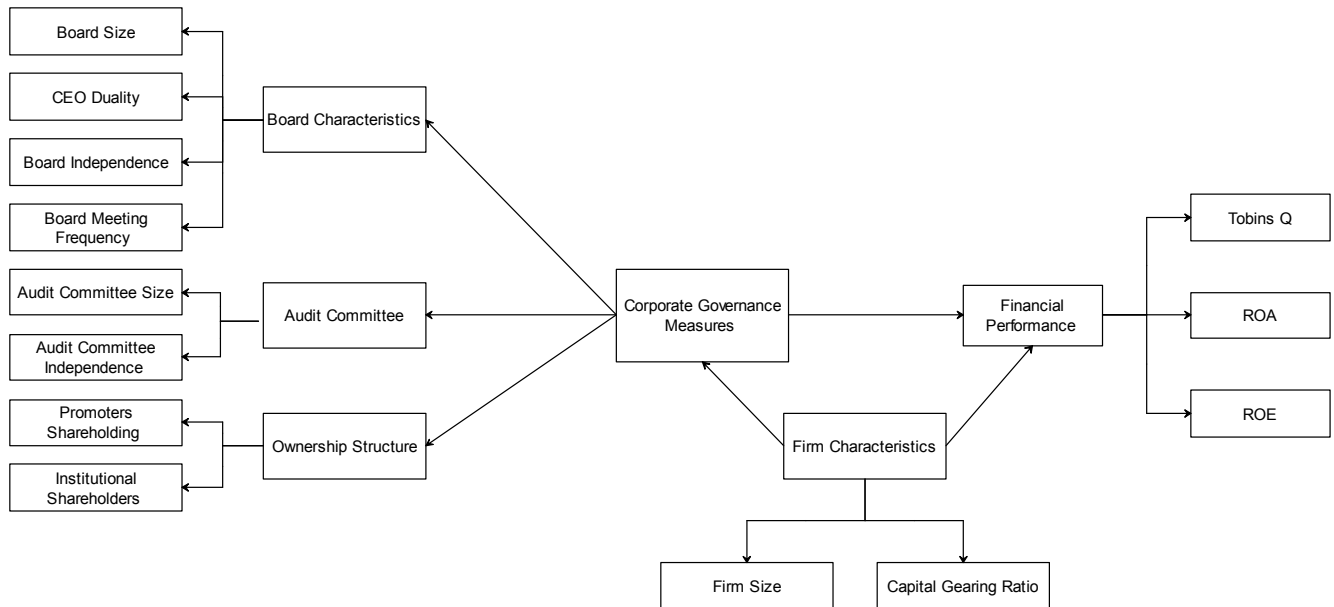 Board Size
CEO Duality
Board Independence
Board Meeting
Frequency
Audit Committee Size
Audit Committee
Independence
Promoters
Shareholding
Institutional
Shareholders
Board Characteristics
Audit Committee
Ownership Structure
Corporate Governance
Measures
Financial
Performance
Firm Characteristics
Firm Size
Capital Gearing Ratio
Tobins Q
ROA
ROE